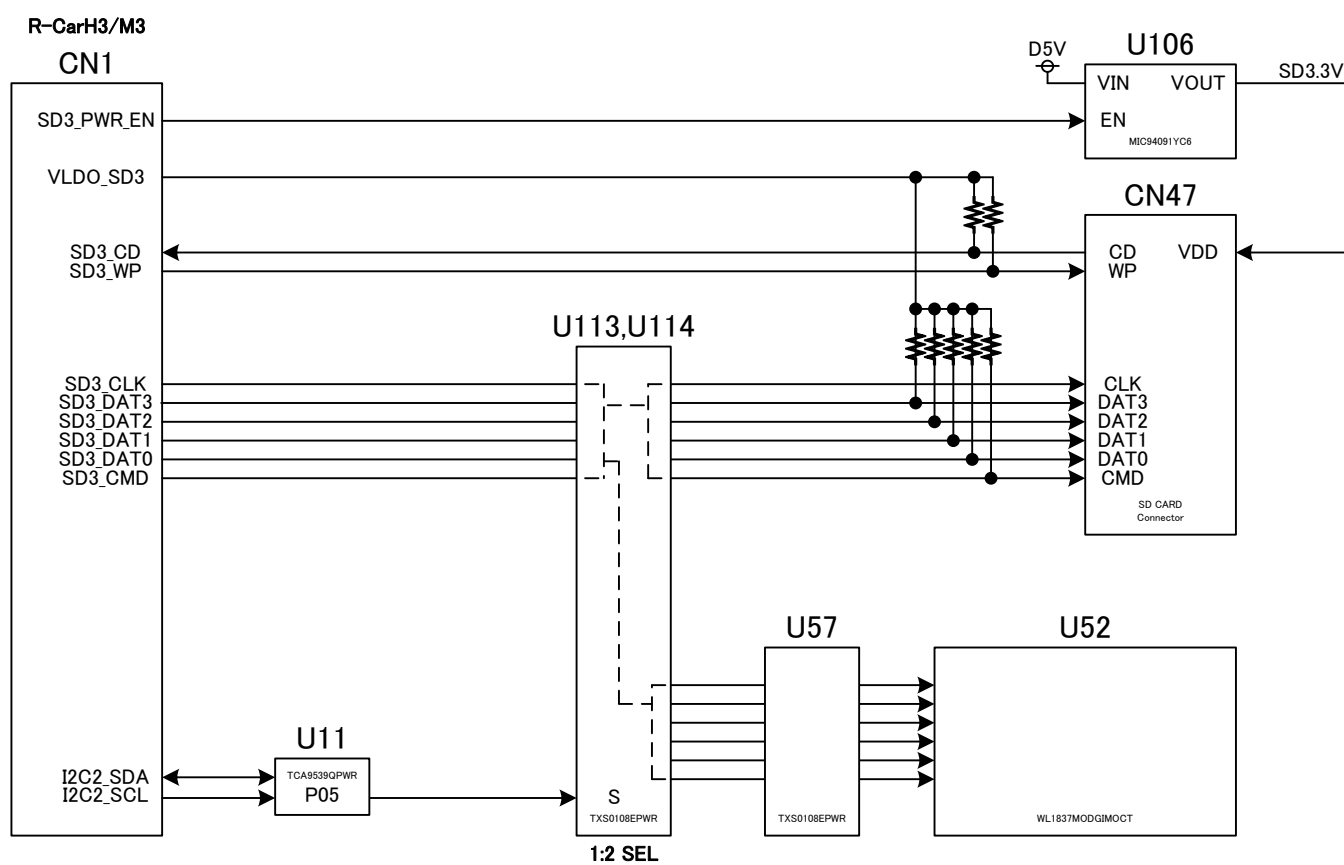 R-CarH3/M3
CN1
SD3_PWR_EN
VLDO_SD3
SD3_CD
SD3_WP
SD3_CLK
SD3_DAT3
SD3_DAT2
SD3_DAT1
SD3_DAT0
SD3_CMD
I2C2_SDA
I2C2_SCL
U11
TCA9539QPWR
P05
U113,U114
S
TXS0108EPWR
1:2 SEL
D5V
U106
VIN VOUT
EN
MIC94091YC6
SD3.3V
CN47
CD VDD
WP
CLK
DAT3
DAT2
DAT1
DAT0
CMD
SD CARD
Connector
U57
TXS0108EPWR
U52
WL1837MODGIMOCT